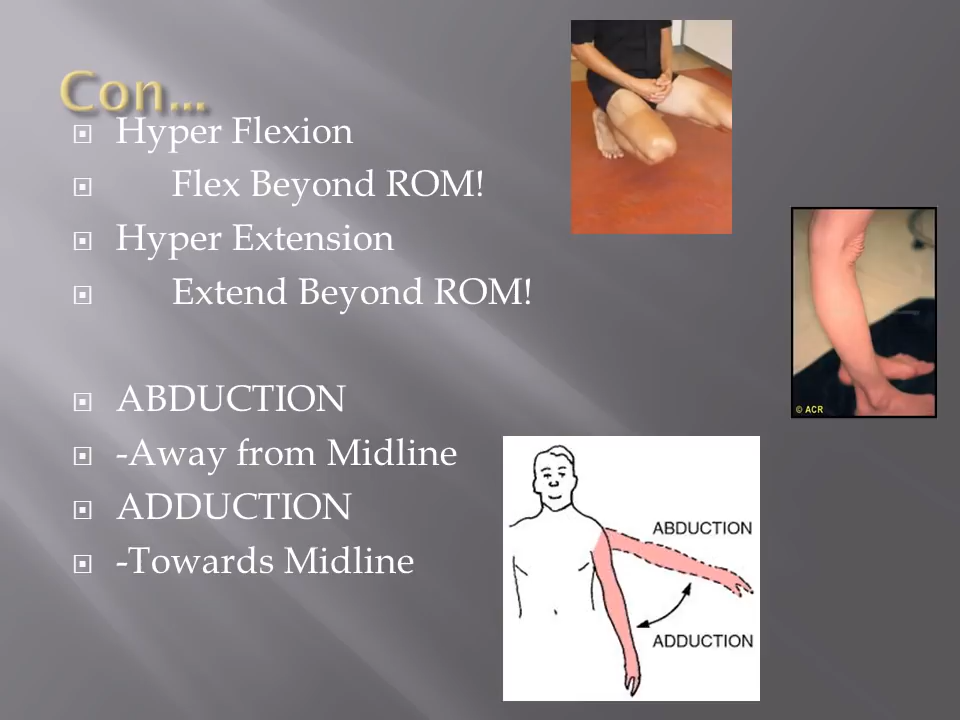 Con...
Hyper Flexion
Flex Beyond ROM!
Hyper Extension
Extend Beyond ROM!
© ACR
ABDUCTION
-Away from Midline
ADDUCTION
-Towards Midline
ABDUCTION
ADDUCTION